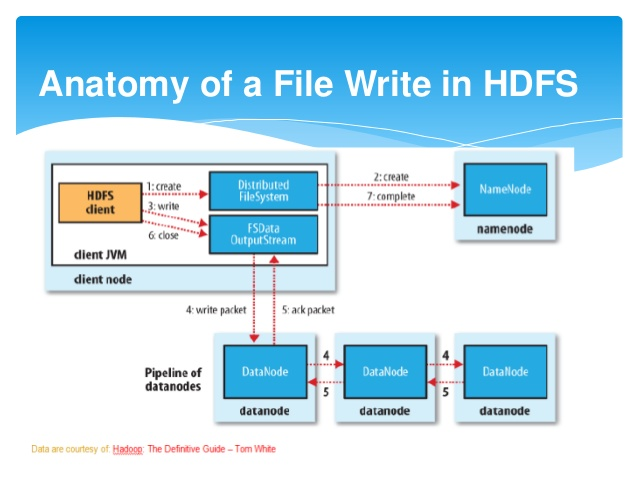 Anatomy of a File Write in HDFS
HDFS
client
1: create
3: write
6: close
Distributed
FileSystem
FSData
OutputStream
client JVM
client node
2: create
7: complete
NameNode
namenode
4: write packet
5: ack packet
Pipeline of
datanodes
DataNode
datanode
4
5
DataNode
datanode
4
5
DataNode
datanode
Data are courtesy of: Hadoop: The Definitive Guide – Tom White